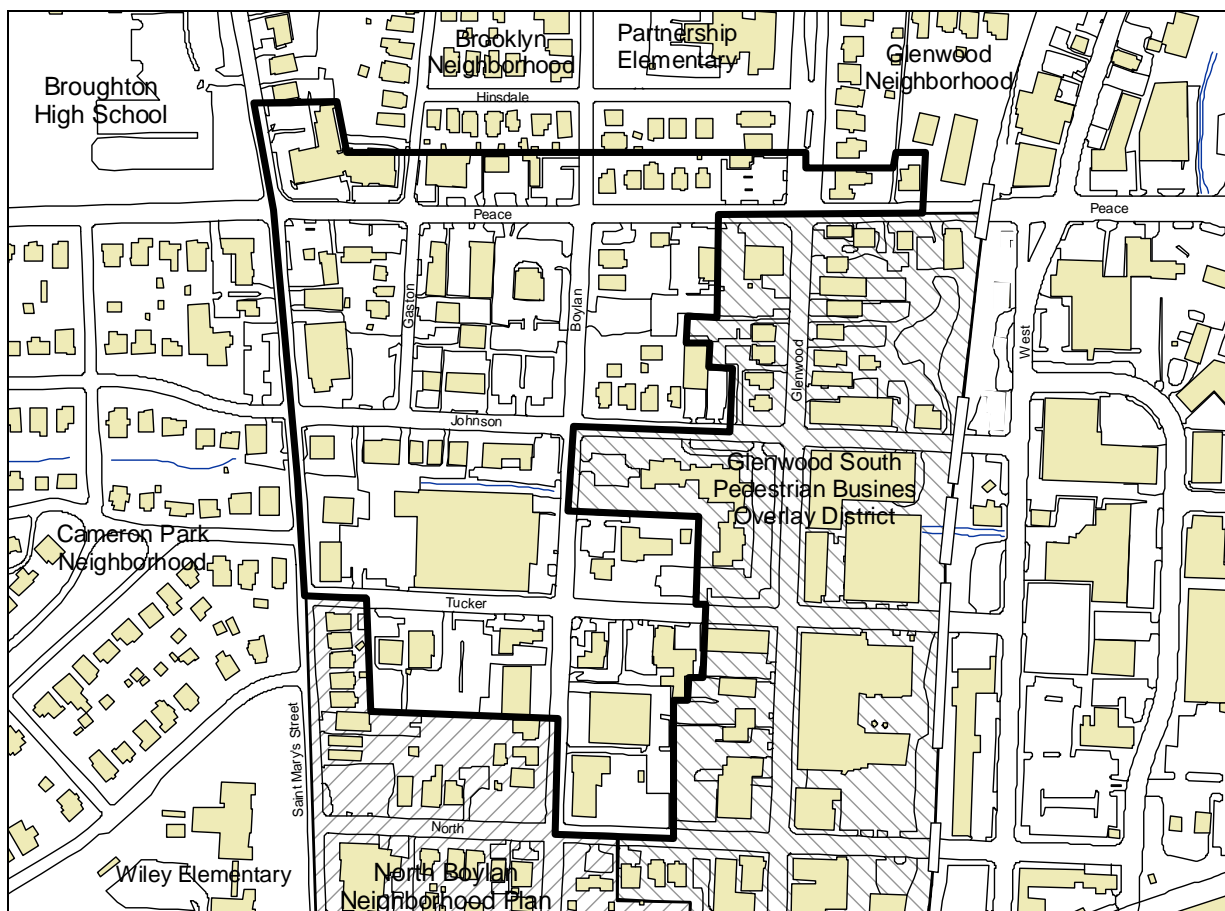 Brooklyn
Neighborhood
Partnership
Elementary
Glenwood
Neighborhood
Broughton
High School
Hinsdale
Peace
Peace
Gaston
Boylan
Glenwood
West
Johnson
Glenwood South
Pedestrian Busines
Overlay District
Cameron Park
Neighborhood
Tucker
Saint Mary's Street
North
Wiley Elementary
North Boylan
Neighborhood Plan